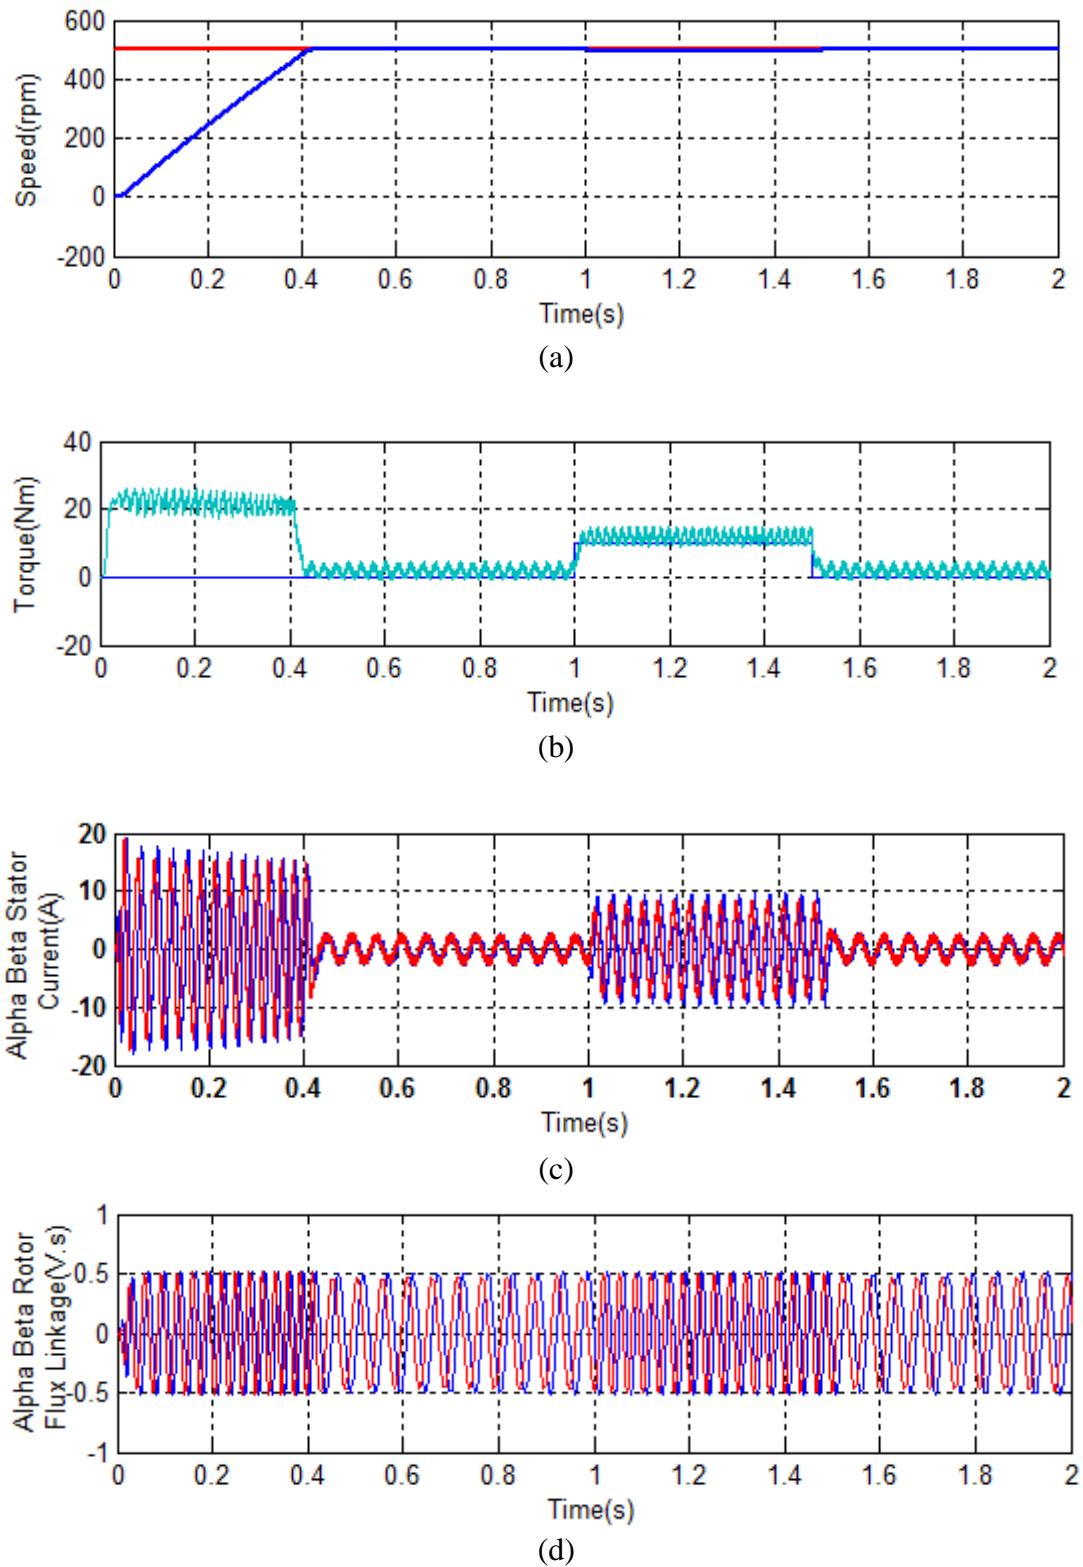 600
400
200
0
-200
Speed(rpm)
0 0.2 0.4 0.6 0.8 1 1.2 1.4 1.6 1.8 2
Time(s)
(a)
40
20
0
-20
Torque(Nm)
0 0.2 0.4 0.6 0.8 1 1.2 1.4 1.6 1.8 2
Time(s)
(b)
20
10
0
-10
-20
Alpha Beta Stator
Current(A)
0 0.2 0.4 0.6 0.8 1 1.2 1.4 1.6 1.8 2
Time(s)
(c)
1
0.5
0
-0.5
-1
Alpha Beta Rotor
Flux Linkage(V.s)
0 0.2 0.4 0.6 0.8 1 1.2 1.4 1.6 1.8 2
Time(s)
(d)